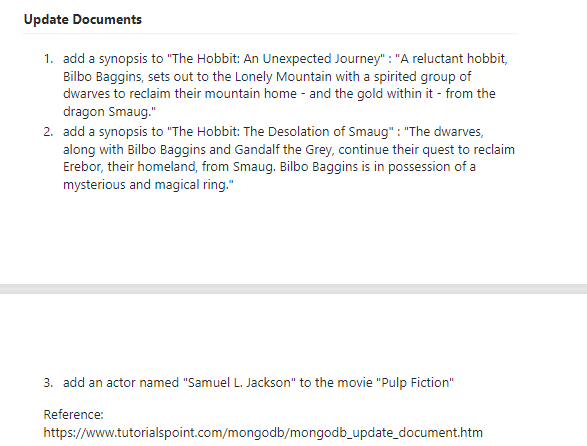 Update Documents
1. add a synopsis to "The Hobbit: An Unexpected Journey" : "A reluctant hobbit,
Bilbo Baggins, sets out to the Lonely Mountain with a spirited group of
dwarves to reclaim their mountain home - and the gold within it - from the
dragon Smaug."
2. add a synopsis to "The Hobbit: The Desolation of Smaug" : "The dwarves,
along with Bilbo Baggins and Gandalf the Grey, continue their quest to reclaim
Erebor, their homeland, from Smaug. Bilbo Baggins is in possession of a
mysterious and magical ring."
3. add an actor named "Samuel L. Jackson" to the movie "Pulp Fiction"
Reference:
https://www.tutorialspoint.com/mongodb/mongodb_update_document.htm